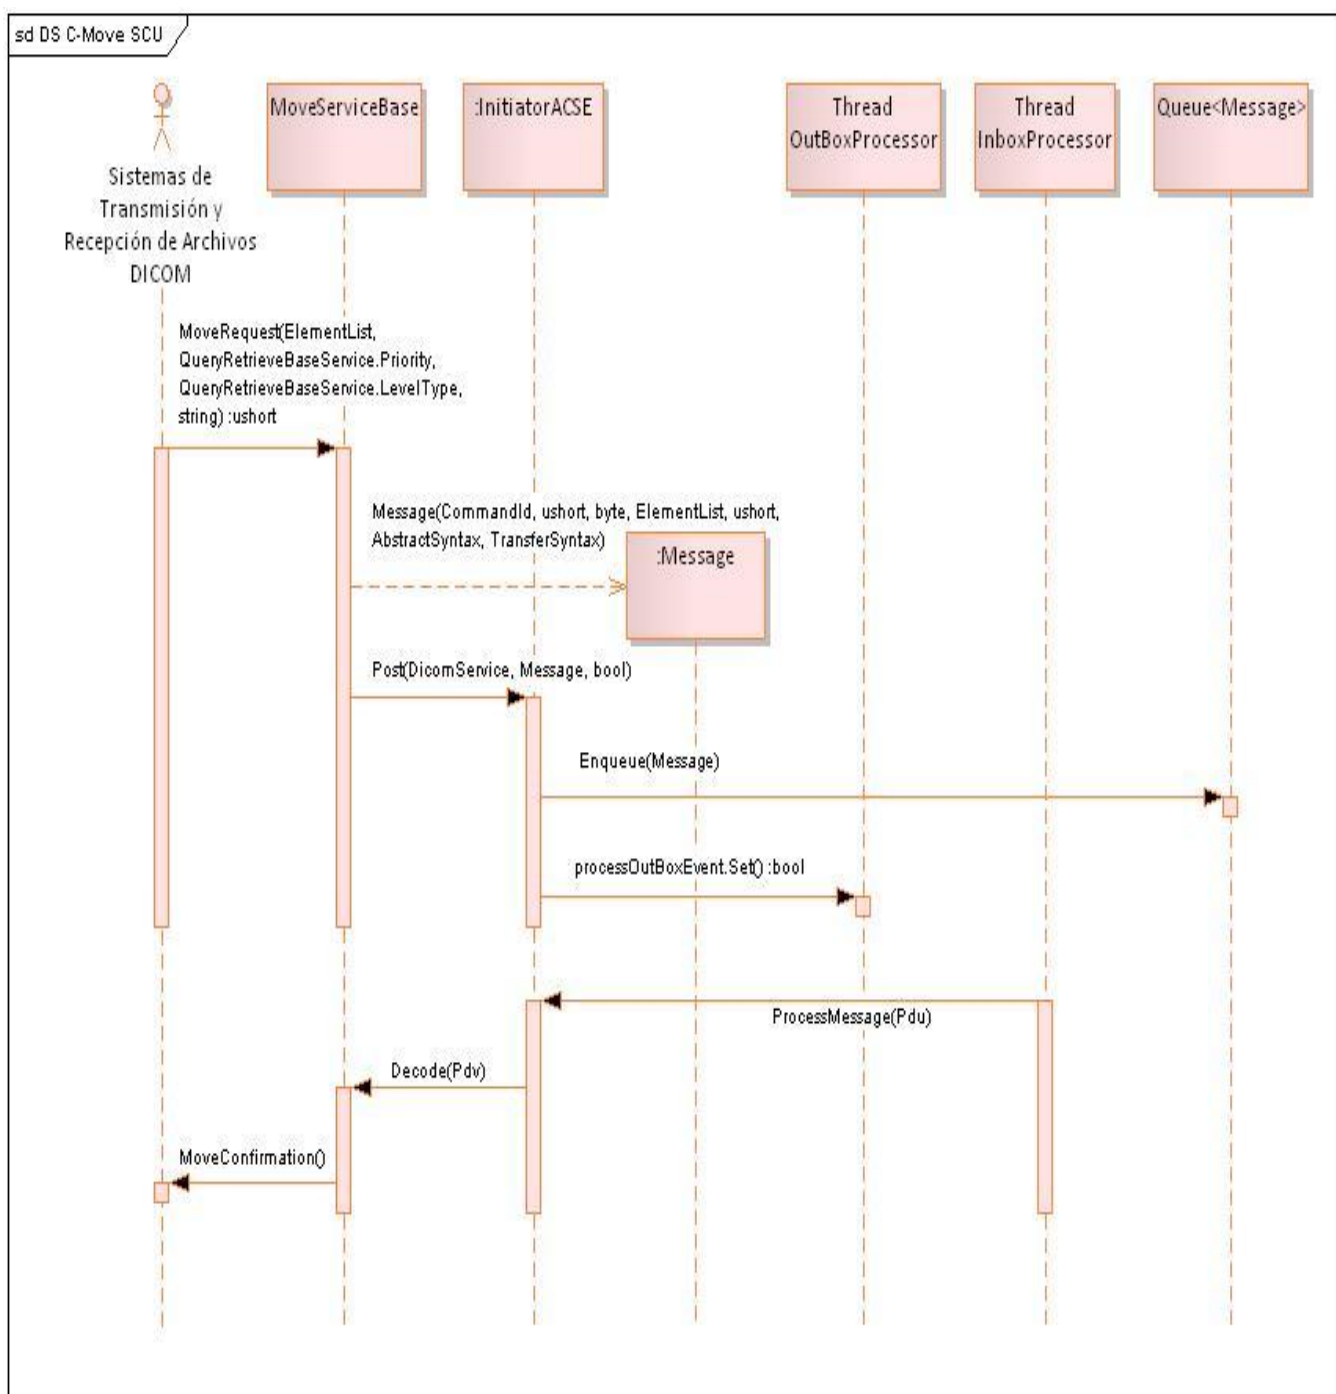 sd DS C-Move SCU
MoveServiceBase
:InitiatorACSE
Thread
OutBoxProcessor
Thread
InboxProcessor
Queue<Message>
Sistemas de
Transmisión y
Recepción de Archivos
DICOM
MoveRequest(ElementList,
QueryRetrieveBaseService.Priority,
QueryRetrieveBaseService.LevelType,
string) :ushort
Message(CommandId, ushort, byte, ElementList, ushort,
AbstractSyntax, TransferSyntax)
:Message
Post(DicomService, Message, bool)
Enqueue(Message)
processOutBoxEvent.Set() :bool
ProcessMessage(Pdu)
Decode(Pdv)
MoveConfirmation()